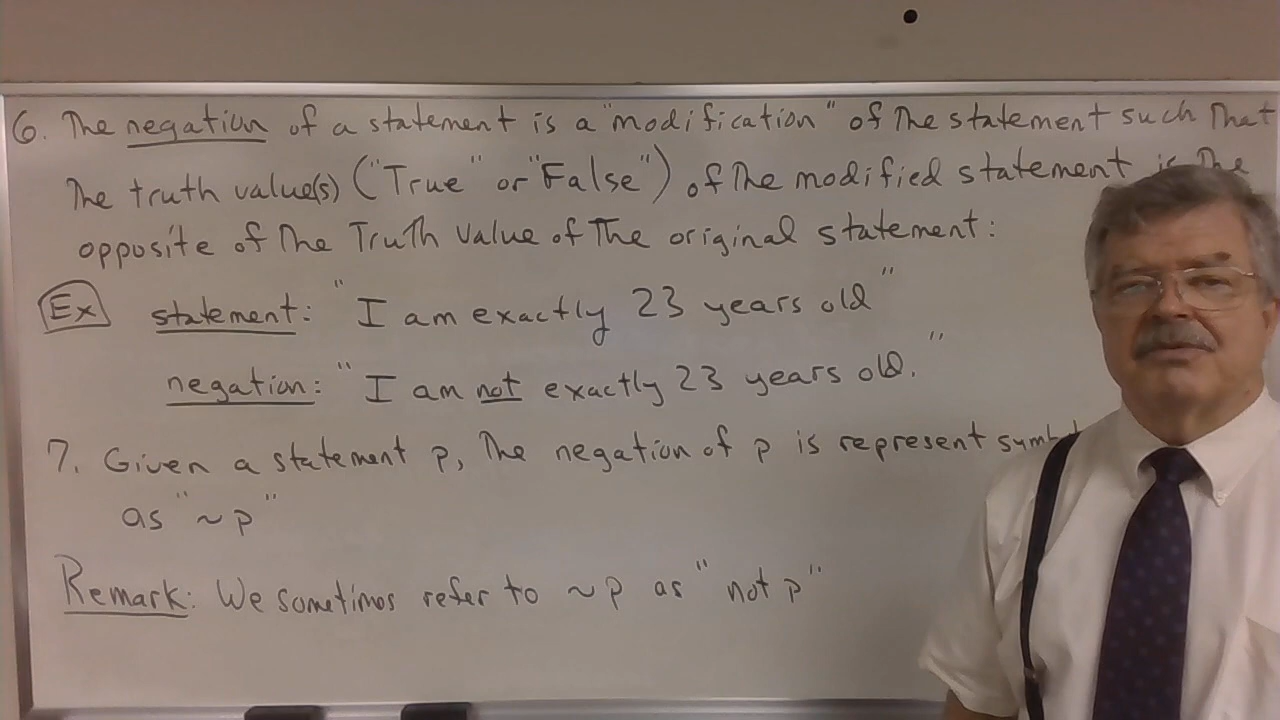 6. The negation of a statement is a "modification" of the statement such that
the truth value(s) ("True" or "False") of the modified statement is the
opposite of the Truth Value of the original statement:
Ex statement: "I am exactly 23 years old"
negation: "I am not exactly 23 years old."
7. Given a statement p, The negation of p is represent
as "~p"
Remark: We sometimes refer to ~p as "not p"